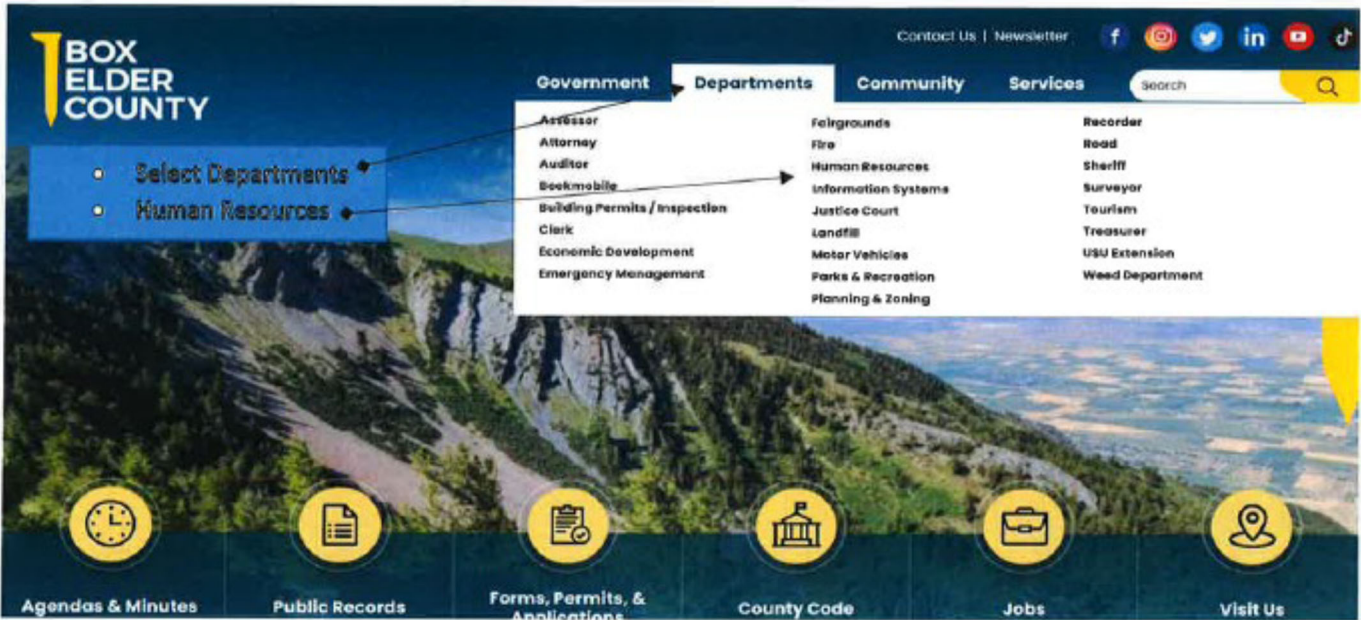 Contact Us | Newsletter
BOX
ELDER
COUNTY
Government Departments Community Services Search
Select Departments
Human Resources
Assessor
Attorney
Auditor
Bookmobile
Building Permits / Inspection
Clerk
Economic Development
Emergency Management
Fairgrounds
Fire
Human Resources
Information Systems
Justice Court
Landfill
Motor Vehicles
Parks & Recreation
Planning & Zoning
Recorder
Road
Sheriff
Surveyor
Tourism
Treasurer
USU Extension
Weed Department
Agendas & Minutes
Public Records
Forms, Permits, &
Applications
County Code
Jobs
Visit Us